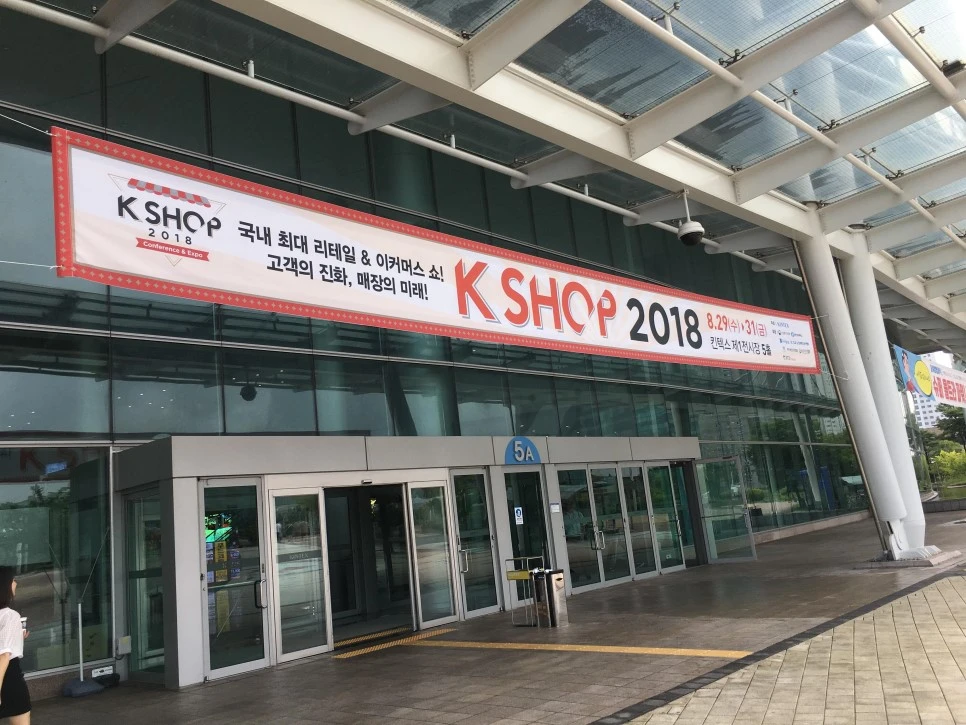 K SHOP
2018
Conference & Expo
국내 최대 리테일 & 이커머스 쇼!
고객의 진화, 매장의 미래!
K SHOP 2018
8.29(수) 31(금)
킨텍스 제1전시장 5홀
5A